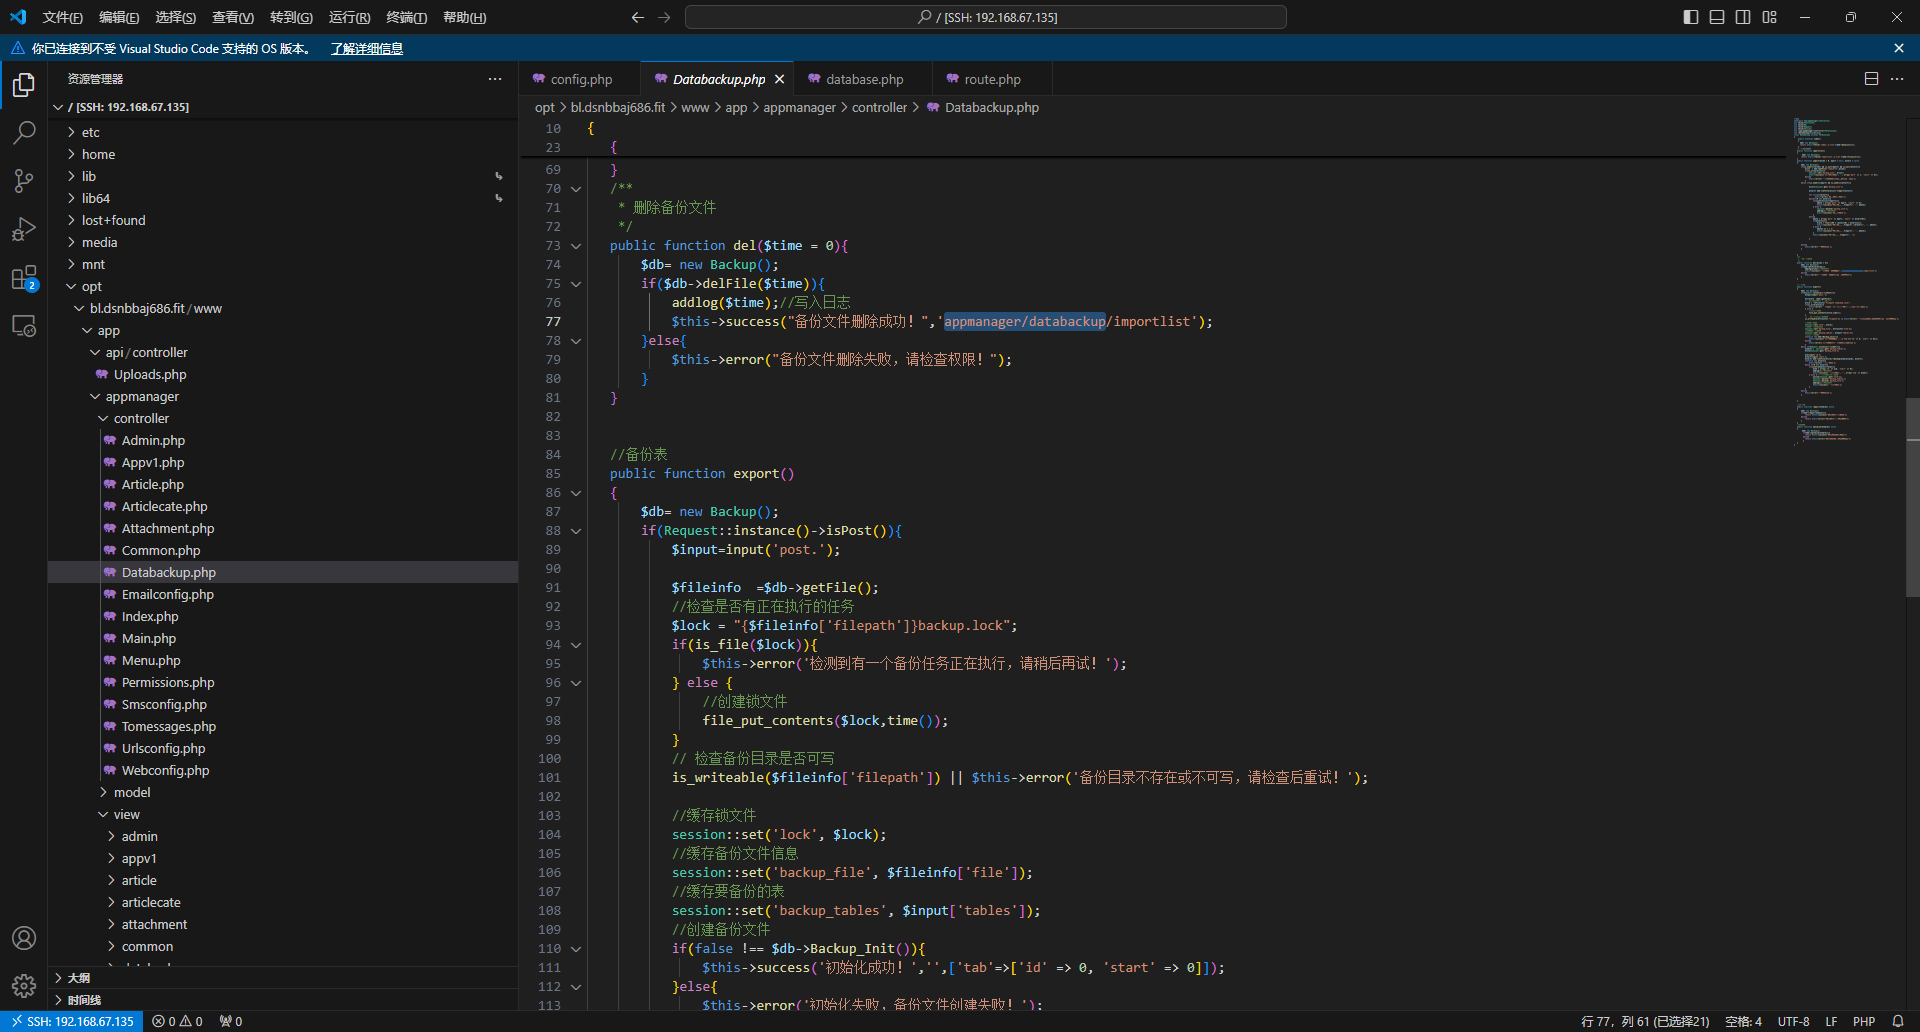 文件(F) 编辑(E) 选择(S) 查看(V) 转到(G) 运行(R) 终端(T) 帮助(H)
/ [SSH: 192.168.67.135]
你已连接到不受 Visual Studio Code 支持的 OS 版本。 了解详细信息
资源管理器
/ [SSH: 192.168.67.135]
etc
home
lib
lib64
lost+found
media
mnt
opt
bl.dsnbbaj686.fit/www
app
api/controller
Uploads.php
appmanager
controller
Admin.php
Appv1.php
Article.php
Articlecate.php
Attachment.php
Common.php
Databackup.php
Emailconfig.php
Index.php
Main.php
Menu.php
Permissions.php
Smsconfig.php
Tomessages.php
Urlsconfig.php
Webconfig.php
model
view
admin
appv1
article
articlecate
attachment
common
大纲
时间线
config.php Databackup.php database.php route.php
opt > bl.dsnbbaj686.fit > www > app > appmanager > controller > Databackup.php
10 {
23 {
69 }
70 /**
71 * 删除备份文件
72 */
73 public function del($time = 0){
74 $db= new Backup();
75 if($db->delFile($time)){
76 addlog($time);//写入日志
77 $this->success("备份文件删除成功！",'appmanager/databackup/importlist');
78 }else{
79 $this->error("备份文件删除失败，请检查权限！");
80 }
81 }
82
83
84 //备份表
85 public function export()
86 {
87 $db= new Backup();
88 if(Request::instance()->isPost()){
89 $input=input('post.');
90
91 $fileinfo =$db->getFile();
92 //检查是否有正在执行的任务
93 $lock = "{$fileinfo['filepath']}backup.lock";
94 if(is_file($lock)){
95 $this->error('检测到有一个备份任务正在执行，请稍后再试！');
96 } else {
97 //创建锁文件
98 file_put_contents($lock,time());
99 }
100 // 检查备份目录是否可写
101 is_writeable($fileinfo['filepath']) || $this->error('备份目录不存在或不可写，请检查后重试！');
102
103 //缓存锁文件
104 session::set('lock', $lock);
105 //缓存备份文件信息
106 session::set('backup_file', $fileinfo['file']);
107 //缓存要备份的表
108 session::set('backup_tables', $input['tables']);
109 //创建备份文件
110 if(false !== $db->Backup_Init()){
111 $this->success('初始化成功！','',['tab'=>['id' => 0, 'start' => 0]]);
112 }else{
113 $this->error('初始化失败，备份文件创建失败！');
2
SSH: 192.168.67.135 0 0 0 行 77，列 61 (已选择21) 空格: 4 UTF-8 LF PHP